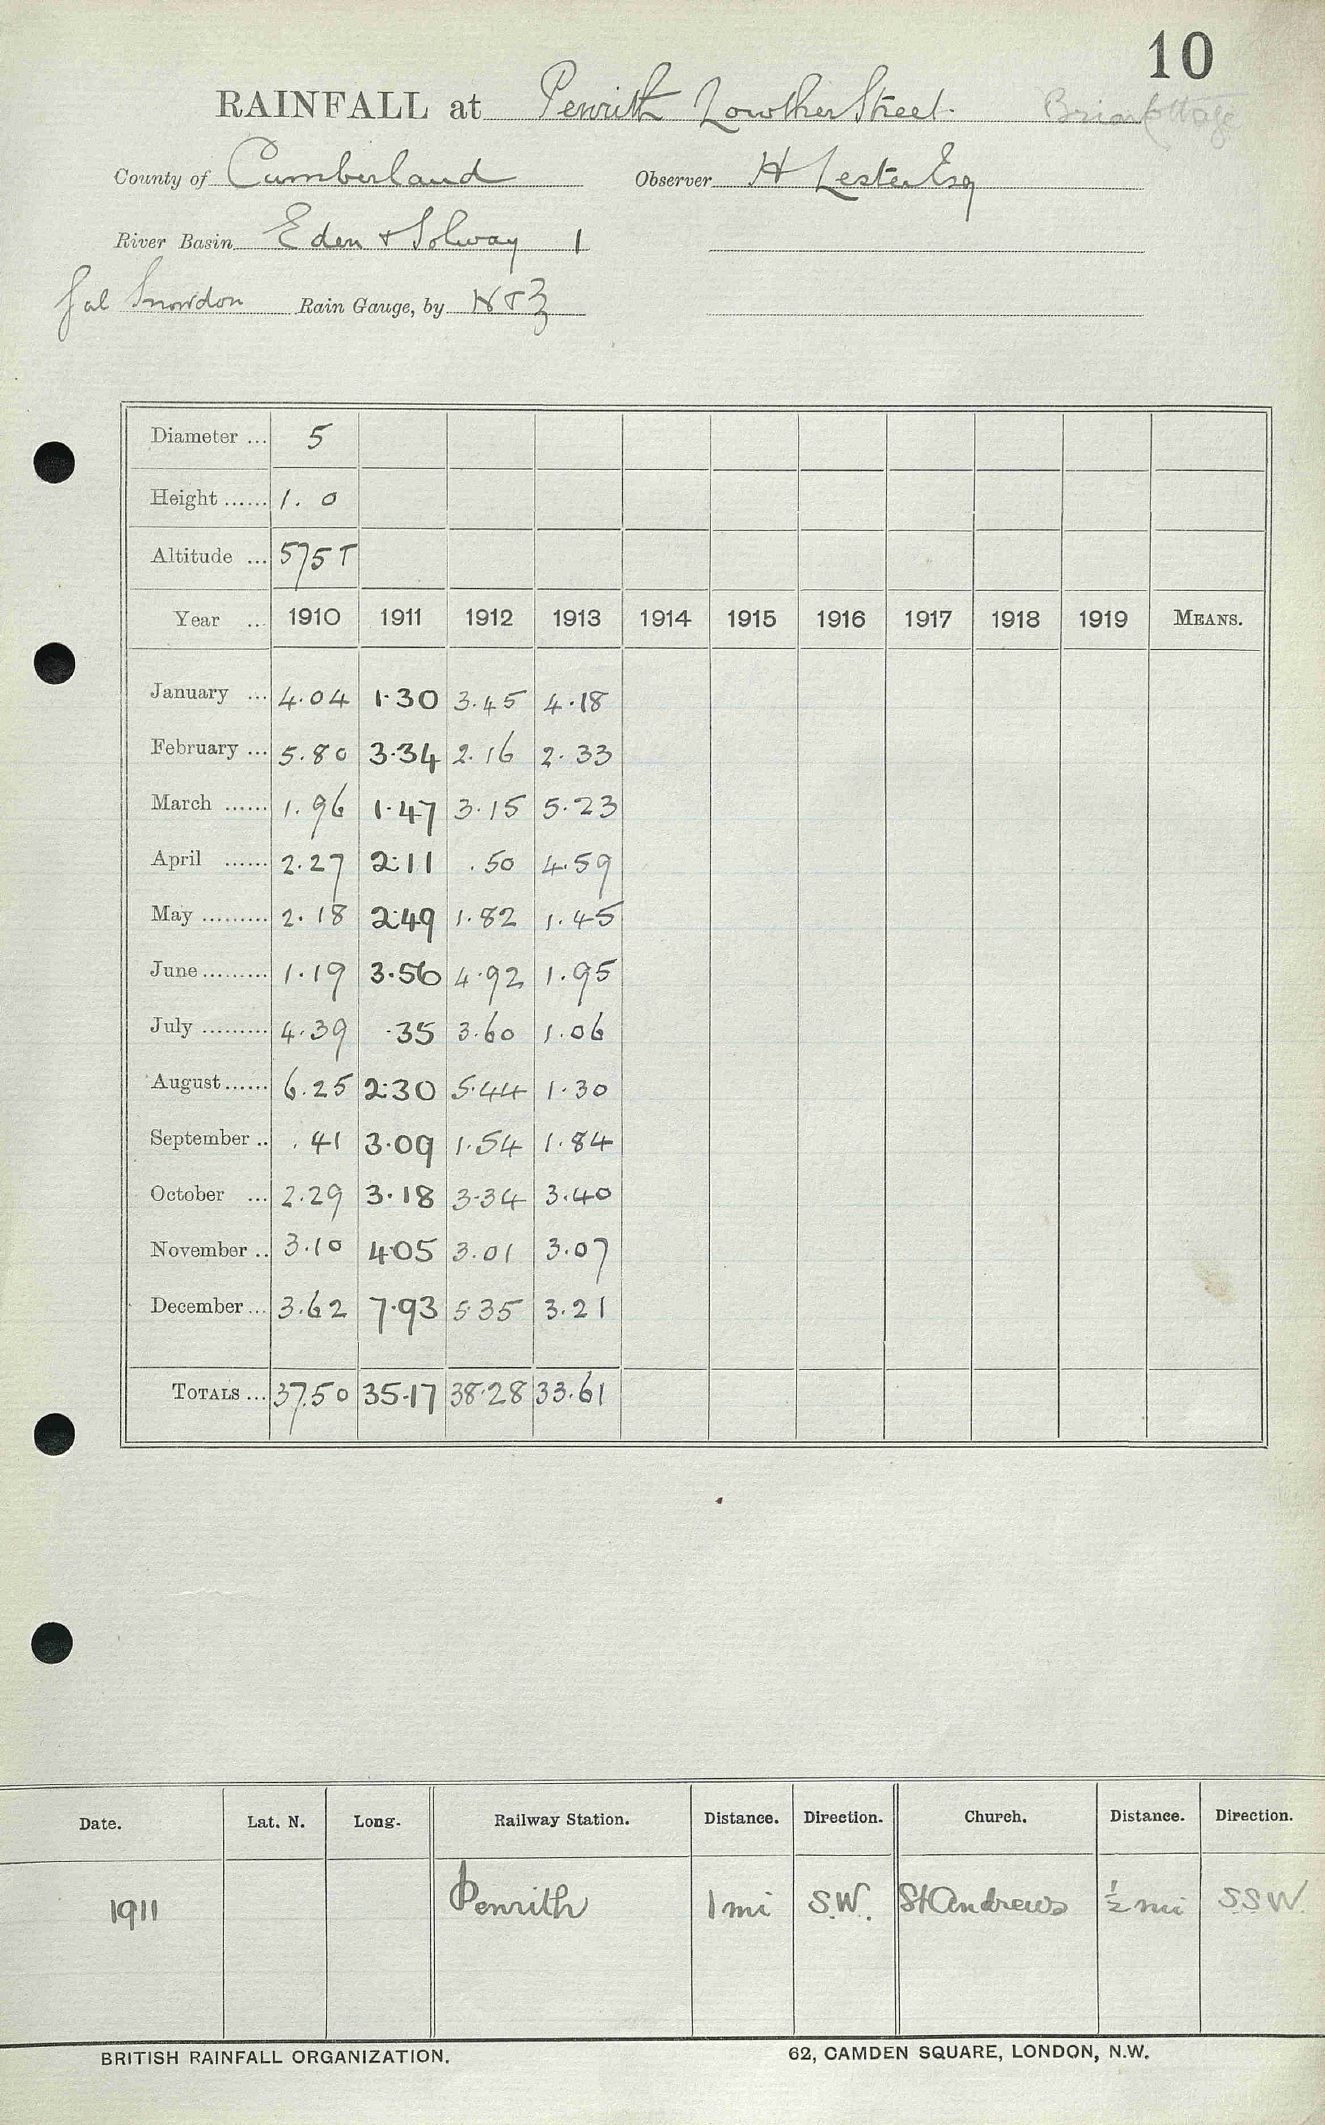 10
RAINFALL at Penrith Lowther Street. Briar Cottage
County of Cumberland Observer H Lester Esq
River Basin Eden & Solway 1
Gal Snowdon Rain Gauge, by N & Z
Diameter ... 5
Height ...... 1. 0
Altitude ... 575 T
Year ... 1910 1911 1912 1913 1914 1915 1916 1917 1918 1919 MEANS.
January ... 4.04 1.30 3.45 4.18
February ... 5.80 3.34 2.16 2.33
March ...... 1.96 1.47 3.15 5.23
April ...... 2.27 2.11 .50 4.59
May ......... 2.18 2.49 1.82 1.45
June ......... 1.19 3.56 4.92 1.95
July ......... 4.39 .35 3.60 1.06
August ...... 6.25 2.30 5.44 1.30
September .. .41 3.09 1.54 1.84
October ... 2.29 3.18 3.34 3.40
November .. 3.10 4.05 3.01 3.07
December ... 3.62 7.93 5.35 3.21
TOTALS ... 37.50 35.17 38.28 33.61
Date. Lat. N. Long. Railway Station. Distance. Direction. Church. Distance. Direction.
1911 Penrith 1 mi S.W. St Andrews ½ mi S.S.W.
BRITISH RAINFALL ORGANIZATION. 62, CAMDEN SQUARE, LONDON, N.W.